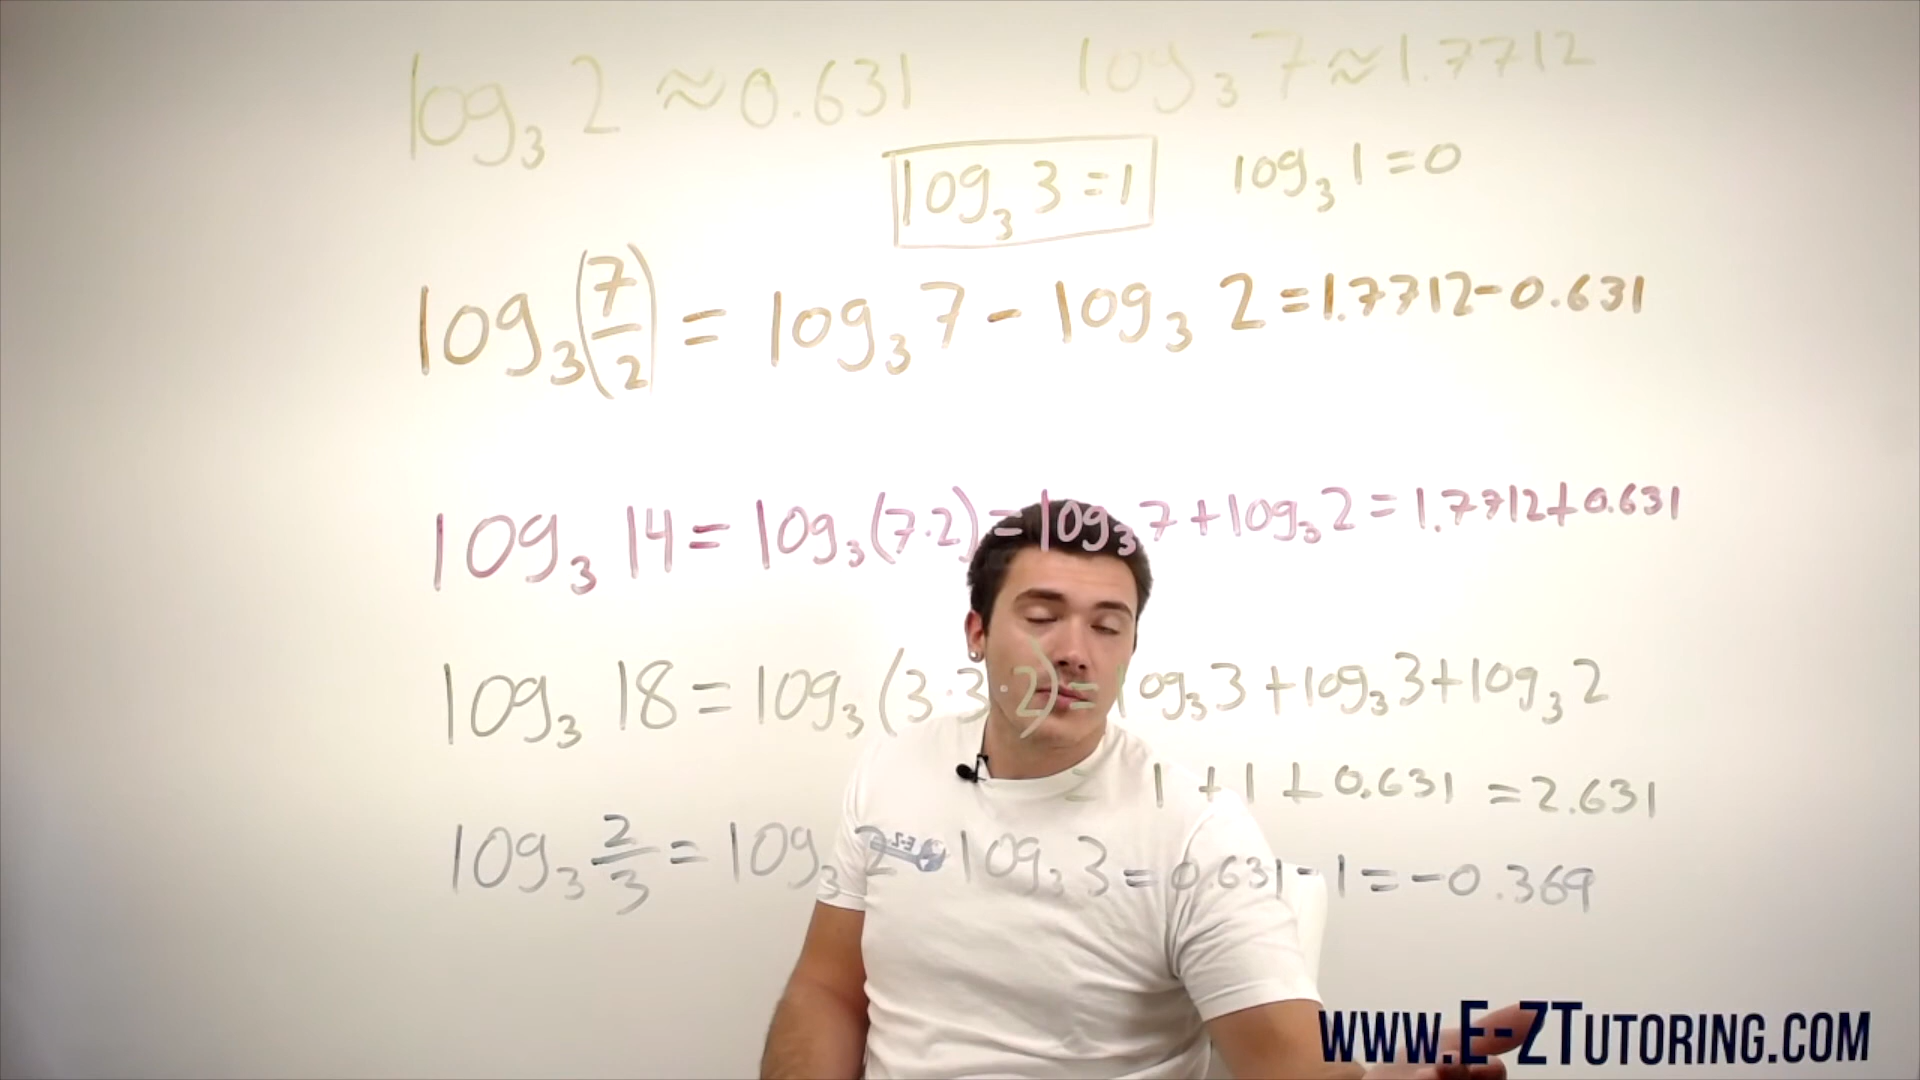 log₃ 2 ≈ 0.631 log₃ 7 ≈ 1.7712
log₃ 3 = 1 log₃ 1 = 0
log₃(7/2) = log₃ 7 - log₃ 2 = 1.7712 - 0.631
log₃ 14 = log₃(7·2) = log₃ 7 + log₃ 2 = 1.7712 + 0.631
log₃ 18 = log₃(3·3·2) = log₃ 3 + log₃ 3 + log₃ 2
= 1 + 1 + 0.631 = 2.631
log₃ 2/3 = log₃ 2 - log₃ 3 = 0.631 - 1 = -0.369
WWW.E-ZTUTORING.COM